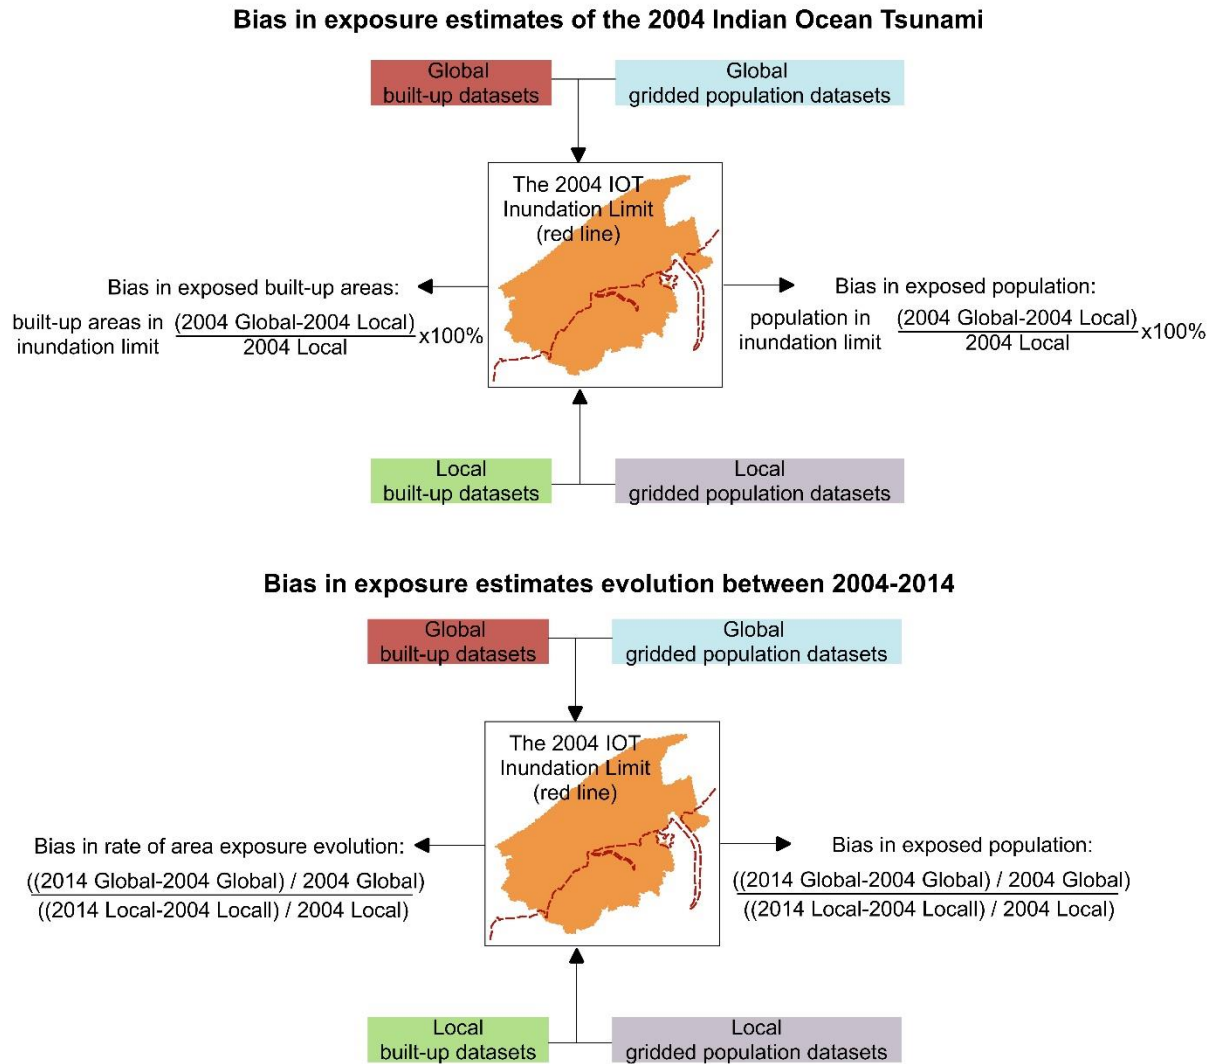 Bias in exposure estimates of the 2004 Indian Ocean Tsunami
Global
built-up datasets
Global
gridded population datasets
The 2004 IOT
Inundation Limit
(red line)
Bias in exposed built-up areas:
built-up areas in
inundation limit
(2004 Global-2004 Local)
2004 Local
x100%
Bias in exposed population:
population in
inundation limit
(2004 Global-2004 Local)
2004 Local
x100%
Local
built-up datasets
Local
gridded population datasets
Bias in exposure estimates evolution between 2004-2014
Global
built-up datasets
Global
gridded population datasets
The 2004 IOT
Inundation Limit
(red line)
Bias in rate of area exposure evolution:
((2014 Global-2004 Global) / 2004 Global)
((2014 Local-2004 Locall) / 2004 Local)
Bias in exposed population:
((2014 Global-2004 Global) / 2004 Global)
((2014 Local-2004 Locall) / 2004 Local)
Local
built-up datasets
Local
gridded population datasets